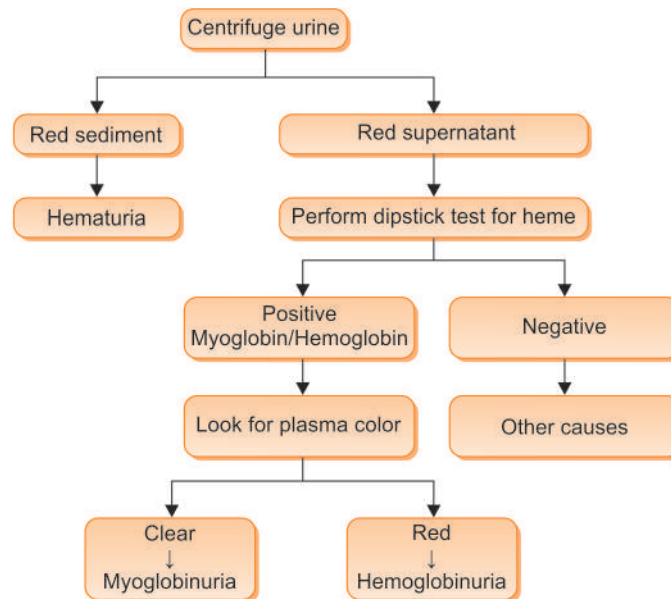 Centrifuge urine
Red sediment
Red supernatant
Hematuria
Perform dipstick test for heme
Positive
Myoglobin/Hemoglobin
Negative
Look for plasma color
Other causes
Clear
↓
Myoglobinuria
Red
↓
Hemoglobinuria